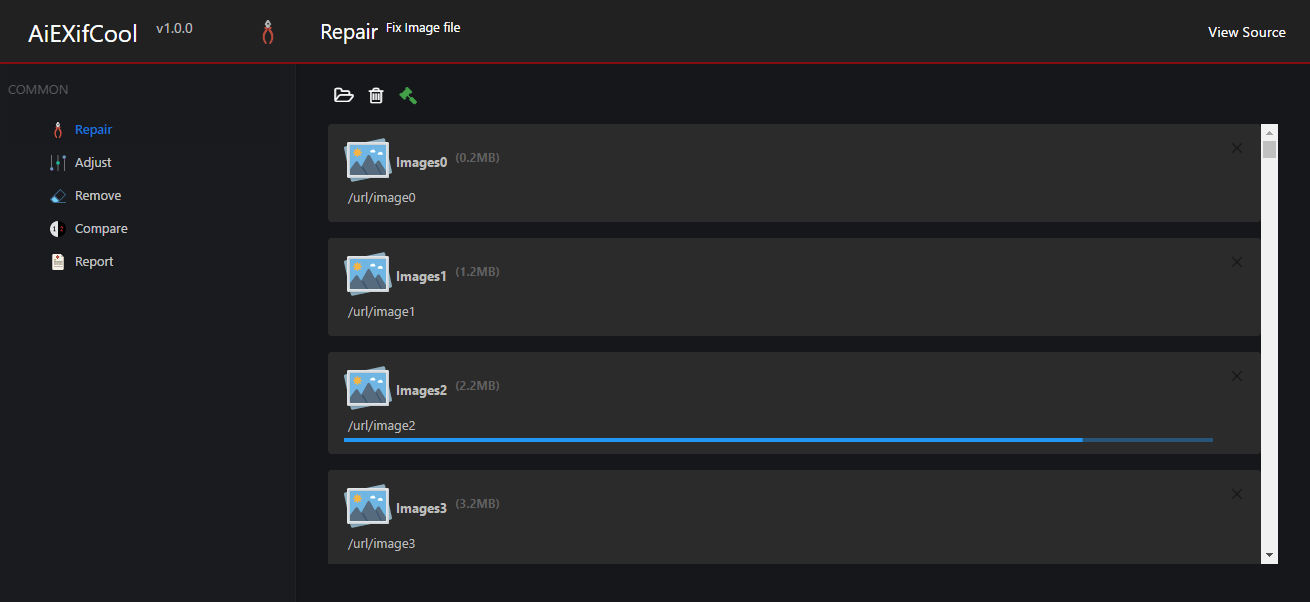 AiEXifCool v1.0.0
Repair Fix Image file
View Source
COMMON
Repair
Adjust
Remove
Compare
Report
Images0 (0.2MB)
/url/image0
Images1 (1.2MB)
/url/image1
Images2 (2.2MB)
/url/image2
Images3 (3.2MB)
/url/image3